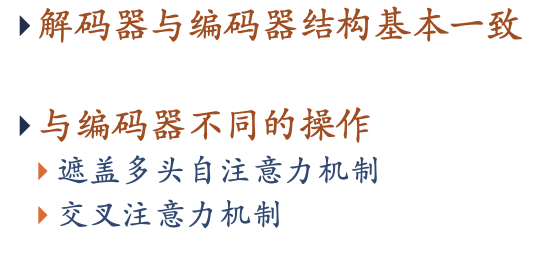 解码器与编码器结构基本一致
与编码器不同的操作
遮盖多头自注意力机制
交叉注意力机制